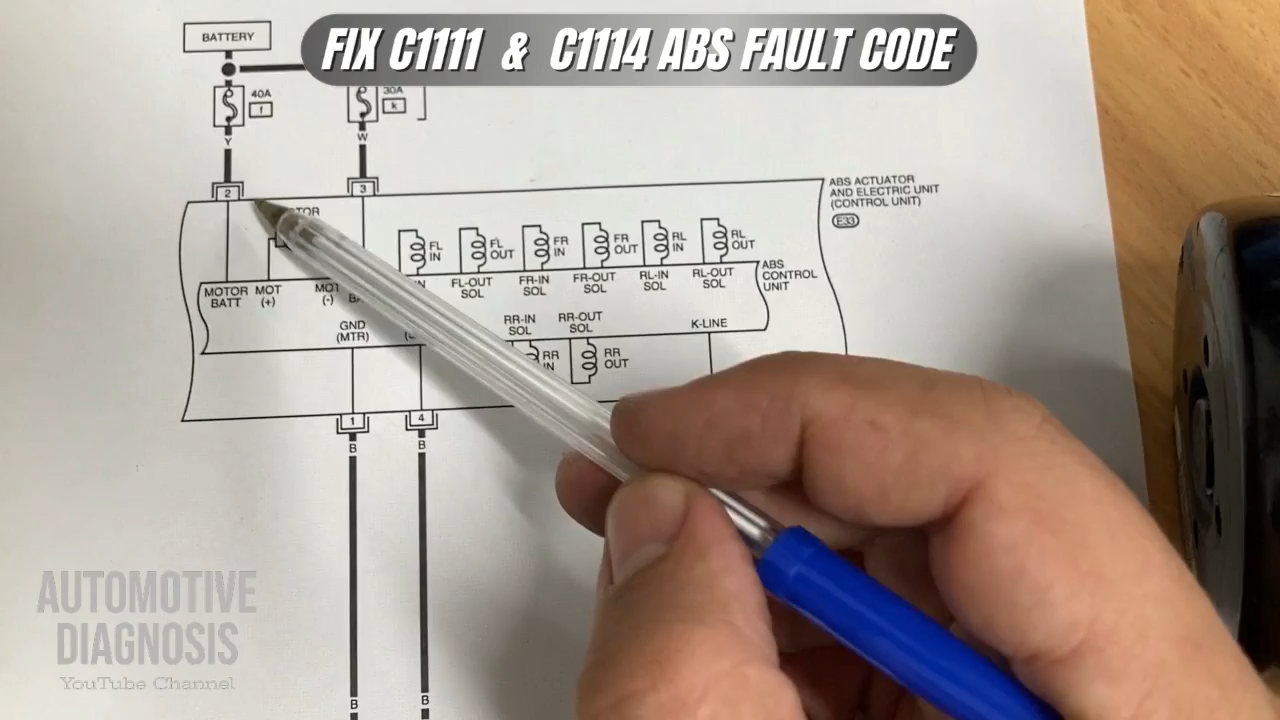 FIX C1111 & C1114 ABS FAULT CODE
BATTERY
40A
f
30A
k
Y
W
2
3
ABS ACTUATOR
AND ELECTRIC UNIT
(CONTROL UNIT)
E33
FL
IN
FL
OUT
FR
IN
FR
OUT
RL
IN
RL
OUT
MOTOR
BATT
MOT
(+)
(-)
FL-OUT
SOL
FR-IN
SOL
FR-OUT
SOL
RL-IN
SOL
RL-OUT
SOL
ABS
CONTROL
UNIT
GND
(MTR)
RR-IN
SOL
RR-OUT
SOL
K-LINE
RR
RR
OUT
1
4
B
B
B
B
AUTOMOTIVE
DIAGNOSIS
YouTube Channel